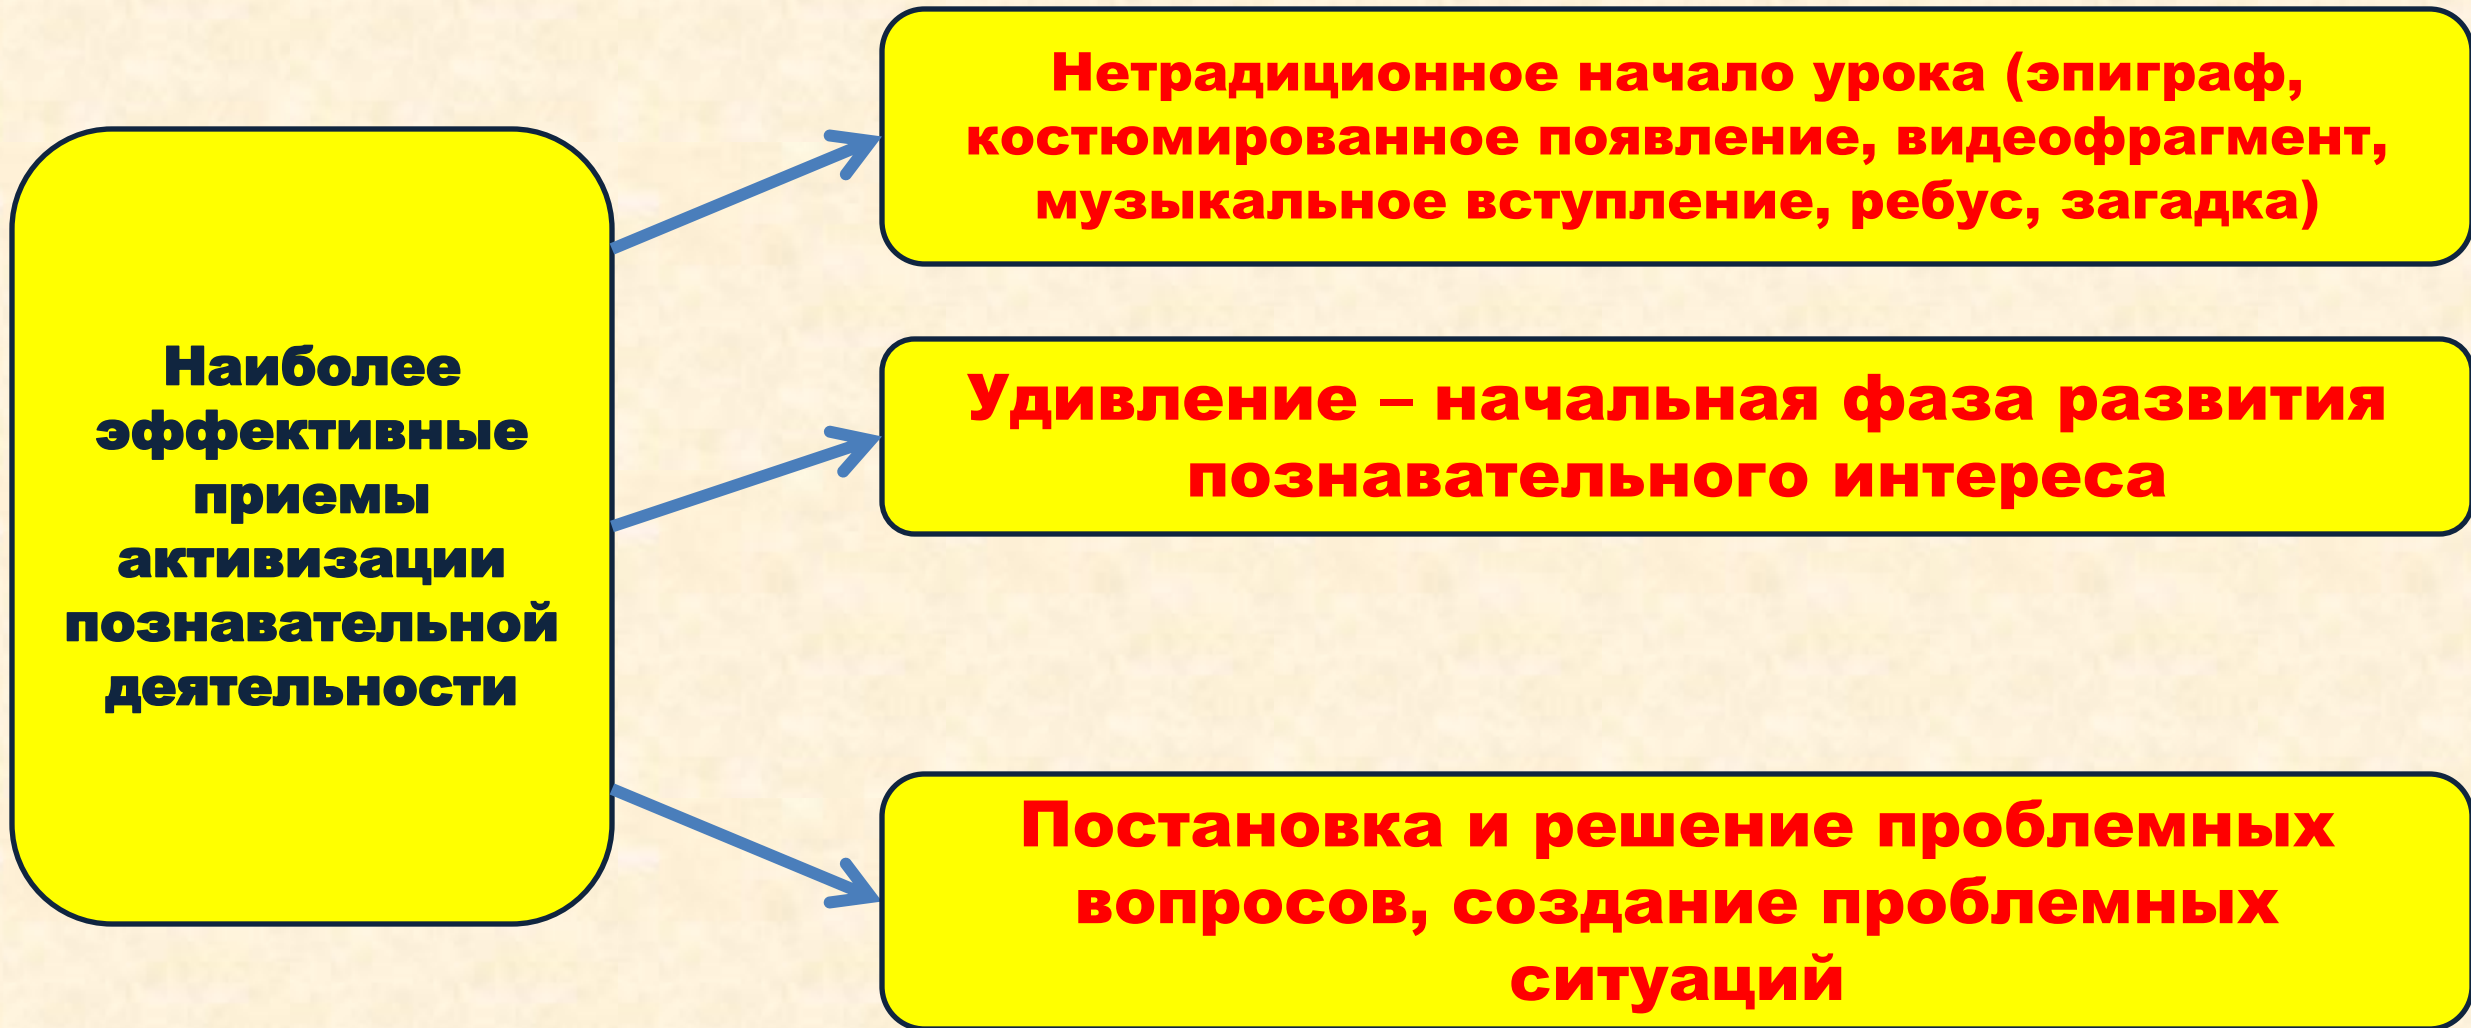 Наиболее
эффективные
приемы
активизации
познавательной
деятельности
Нетрадиционное начало урока (эпиграф,
костюмированное появление, видеофрагмент,
музыкальное вступление, ребус, загадка)
Удивление – начальная фаза развития
познавательного интереса
Постановка и решение проблемных
вопросов, создание проблемных
ситуаций